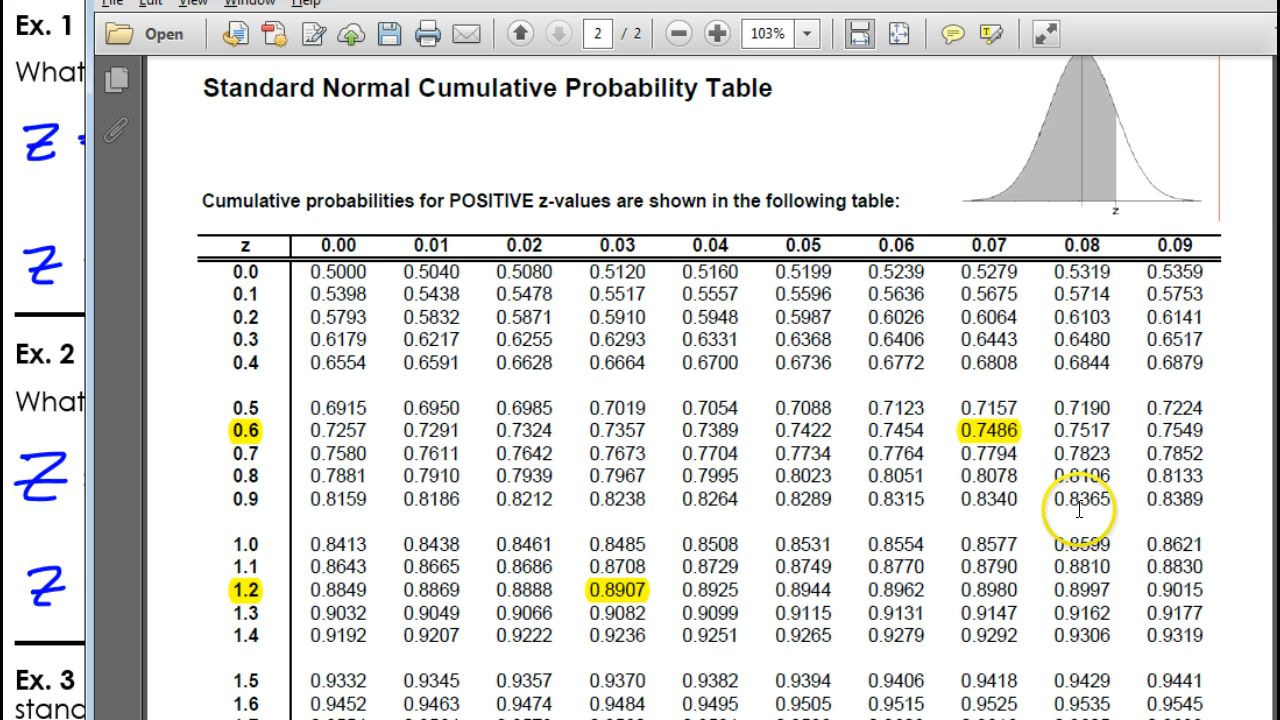 File Edit View Window Help
Open 2 / 2 103%
Ex. 1
What
z =
z
Ex. 2
What
z
z
Ex. 3
stand
Standard Normal Cumulative Probability Table
z
Cumulative probabilities for POSITIVE z-values are shown in the following table:
z 0.00 0.01 0.02 0.03 0.04 0.05 0.06 0.07 0.08 0.09
0.0 0.5000 0.5040 0.5080 0.5120 0.5160 0.5199 0.5239 0.5279 0.5319 0.5359
0.1 0.5398 0.5438 0.5478 0.5517 0.5557 0.5596 0.5636 0.5675 0.5714 0.5753
0.2 0.5793 0.5832 0.5871 0.5910 0.5948 0.5987 0.6026 0.6064 0.6103 0.6141
0.3 0.6179 0.6217 0.6255 0.6293 0.6331 0.6368 0.6406 0.6443 0.6480 0.6517
0.4 0.6554 0.6591 0.6628 0.6664 0.6700 0.6736 0.6772 0.6808 0.6844 0.6879
0.5 0.6915 0.6950 0.6985 0.7019 0.7054 0.7088 0.7123 0.7157 0.7190 0.7224
0.6 0.7257 0.7291 0.7324 0.7357 0.7389 0.7422 0.7454 0.7486 0.7517 0.7549
0.7 0.7580 0.7611 0.7642 0.7673 0.7704 0.7734 0.7764 0.7794 0.7823 0.7852
0.8 0.7881 0.7910 0.7939 0.7967 0.7995 0.8023 0.8051 0.8078 0.8106 0.8133
0.9 0.8159 0.8186 0.8212 0.8238 0.8264 0.8289 0.8315 0.8340 0.8365 0.8389
1.0 0.8413 0.8438 0.8461 0.8485 0.8508 0.8531 0.8554 0.8577 0.8599 0.8621
1.1 0.8643 0.8665 0.8686 0.8708 0.8729 0.8749 0.8770 0.8790 0.8810 0.8830
1.2 0.8849 0.8869 0.8888 0.8907 0.8925 0.8944 0.8962 0.8980 0.8997 0.9015
1.3 0.9032 0.9049 0.9066 0.9082 0.9099 0.9115 0.9131 0.9147 0.9162 0.9177
1.4 0.9192 0.9207 0.9222 0.9236 0.9251 0.9265 0.9279 0.9292 0.9306 0.9319
1.5 0.9332 0.9345 0.9357 0.9370 0.9382 0.9394 0.9406 0.9418 0.9429 0.9441
1.6 0.9452 0.9463 0.9474 0.9484 0.9495 0.9505 0.9515 0.9525 0.9535 0.9545